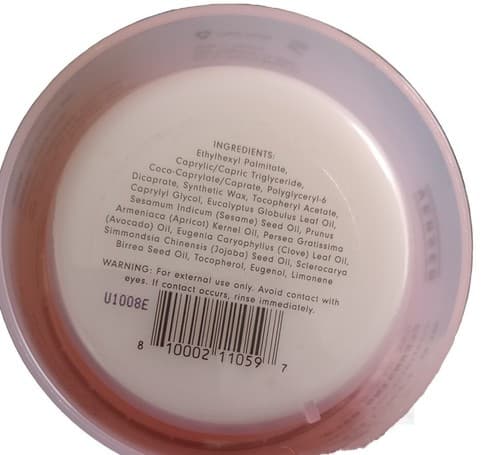 INGREDIENTS:
Ethylhexyl Palmitate,
Caprylic/Capric Triglyceride,
Coco-Caprylate/Caprate, Polyglyceryl-6
Dicaprate, Synthetic Wax, Tocopheryl Acetate,
Caprylyl Glycol, Eucalyptus Globulus Leaf Oil,
Sesamum Indicum (Sesame) Seed Oil, Prunus
Armeniaca (Apricot) Kernel Oil, Persea Gratissima
(Avocado) Oil, Eugenia Caryophyllus (Clove) Leaf Oil,
Simmondsia Chinensis (Jojoba) Seed Oil, Sclerocarya
Birrea Seed Oil, Tocopherol, Eugenol, Limonene
WARNING: For external use only. Avoid contact with
eyes. If contact occurs, rinse immediately.
U1008E
8 10002 11059 7